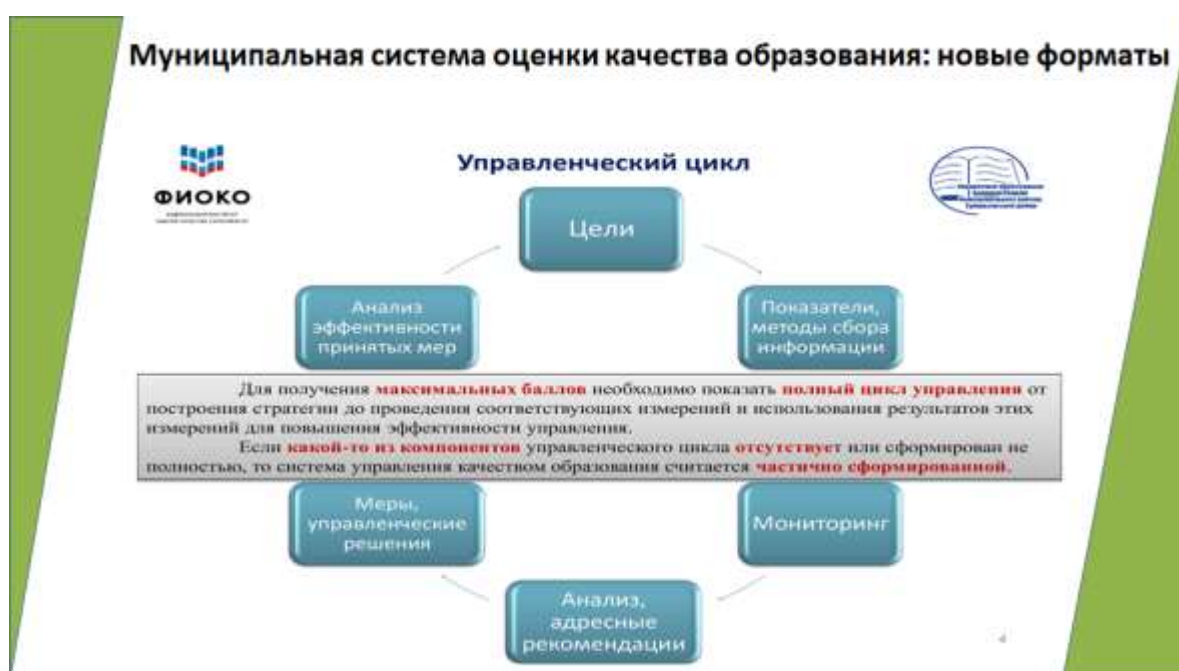 Муниципальная система оценки качества образования: новые форматы
ФИОКО
Управленческий цикл
Цели
Анализ
эффективности
принятых мер
Показатели,
методы сбора
информации
Для получения максимальных баллов необходимо показать полный цикл управления от
построения стратегии до проведения соответствующих измерений и использования результатов этих
измерений для повышения эффективности управления.
Если какой-то из компонентов управленческого цикла отсутствует или сформирован не
полностью, то система управления качеством образования считается частично сформированной.
Меры,
управленческие
решения
Мониторинг
Анализ,
адресные
рекомендации
4